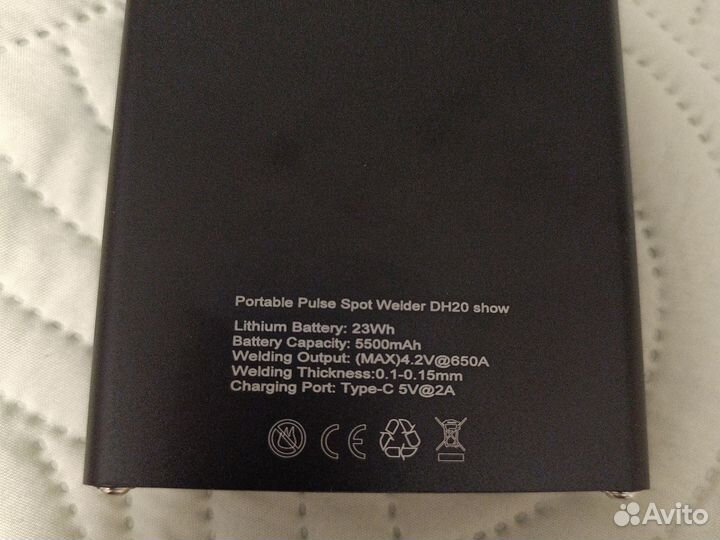 Portable Pulse Spot Welder DH20 show
Lithium Battery: 23Wh
Battery Capacity: 5500mAh
Welding Output: (MAX)4.2V@650A
Welding Thickness:0.1-0.15mm
Charging Port: Type-C 5V@2A
CE
Avito